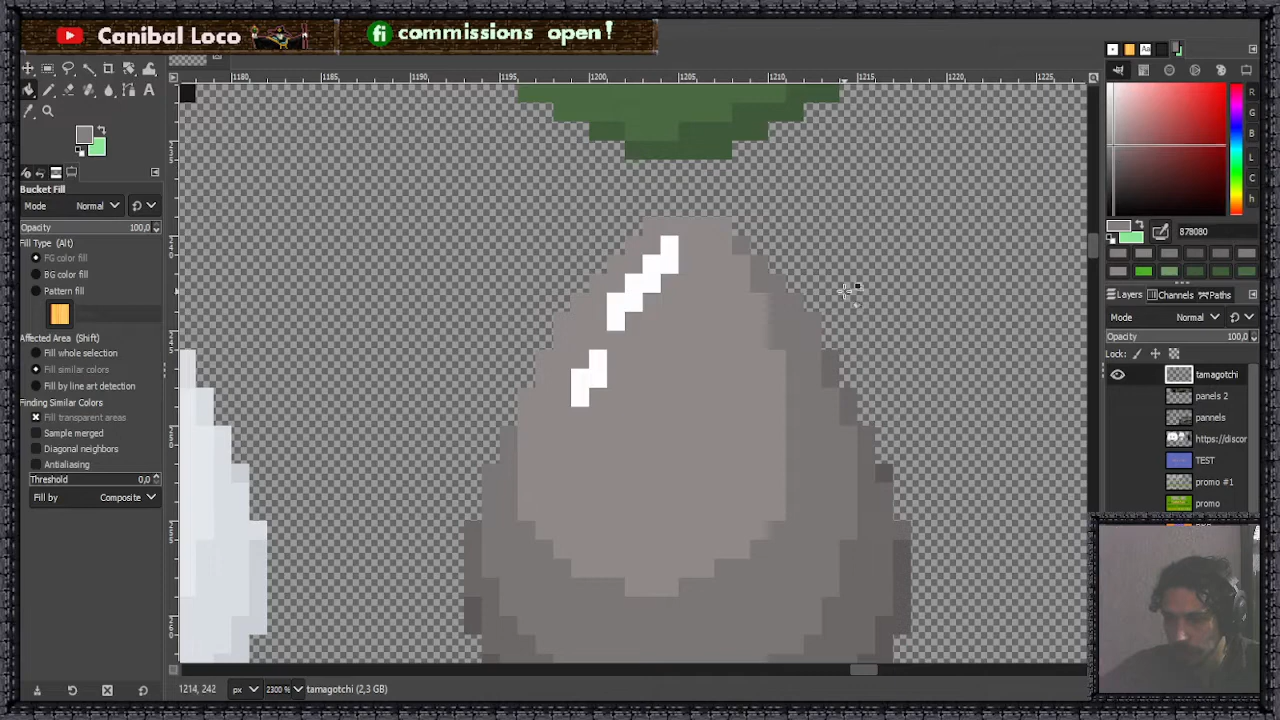 Canibal Loco
fi commissions open!
1180 1185 1190 1195 1200 1205 1210 1215 1220 1225
Bucket Fill
Mode Normal
Opacity 100,0
Fill Type (Alt)
FG color fill
BG color fill
Pattern fill
Affected Area (Shift)
Fill whole selection
Fill similar colors
Fill by line art detection
Finding Similar Colors
Fill transparent areas
Sample merged
Diagonal neighbors
Antialiasing
Threshold 0,0
Fill by Composite
1214, 242 px 2300 % tamagotchi (2,3 GB)
Aa
R
G
B
L
C
h
878080
Layers Channels Paths
Mode Normal
Opacity 100,0
Lock:
tamagotchi
panels 2
pannels
https://discor
TEST
promo #1
promo